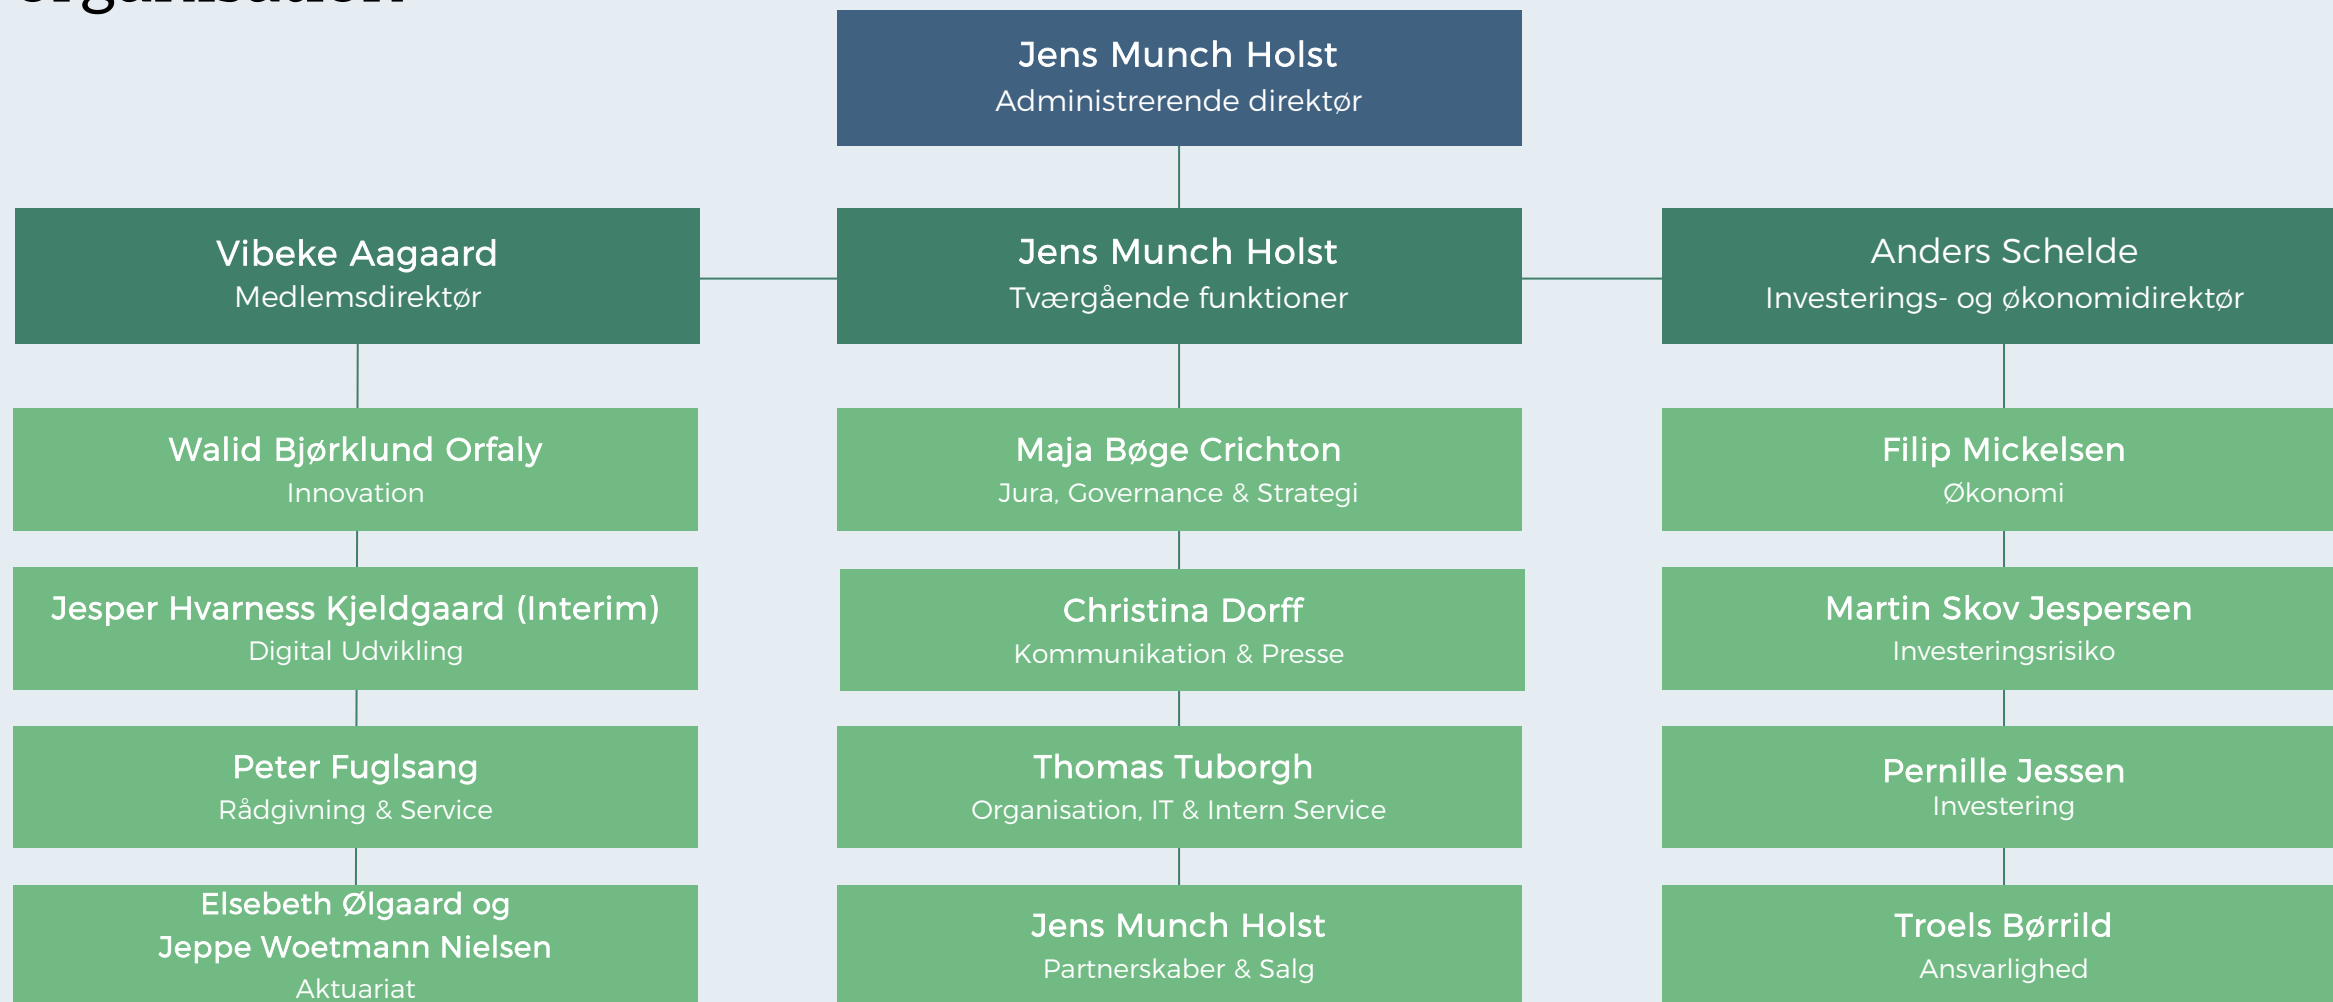 organisation
Jens Munch Holst
Administrerende direktør
Vibeke Aagaard
Medlemsdirektør
Jens Munch Holst
Tværgående funktioner
Anders Schelde
Investerings- og økonomidirektør
Walid Bjørklund Orfaly
Innovation
Maja Bøge Crichton
Jura, Governance & Strategi
Filip Mickelsen
Økonomi
Jesper Hvarness Kjeldgaard (Interim)
Digital Udvikling
Christina Dorff
Kommunikation & Presse
Martin Skov Jespersen
Investeringsrisiko
Peter Fuglsang
Rådgivning & Service
Thomas Tuborgh
Organisation, IT & Intern Service
Pernille Jessen
Investering
Elsebeth Ølgaard og
Jeppe Woetmann Nielsen
Aktuariat
Jens Munch Holst
Partnerskaber & Salg
Troels Børrild
Ansvarlighed